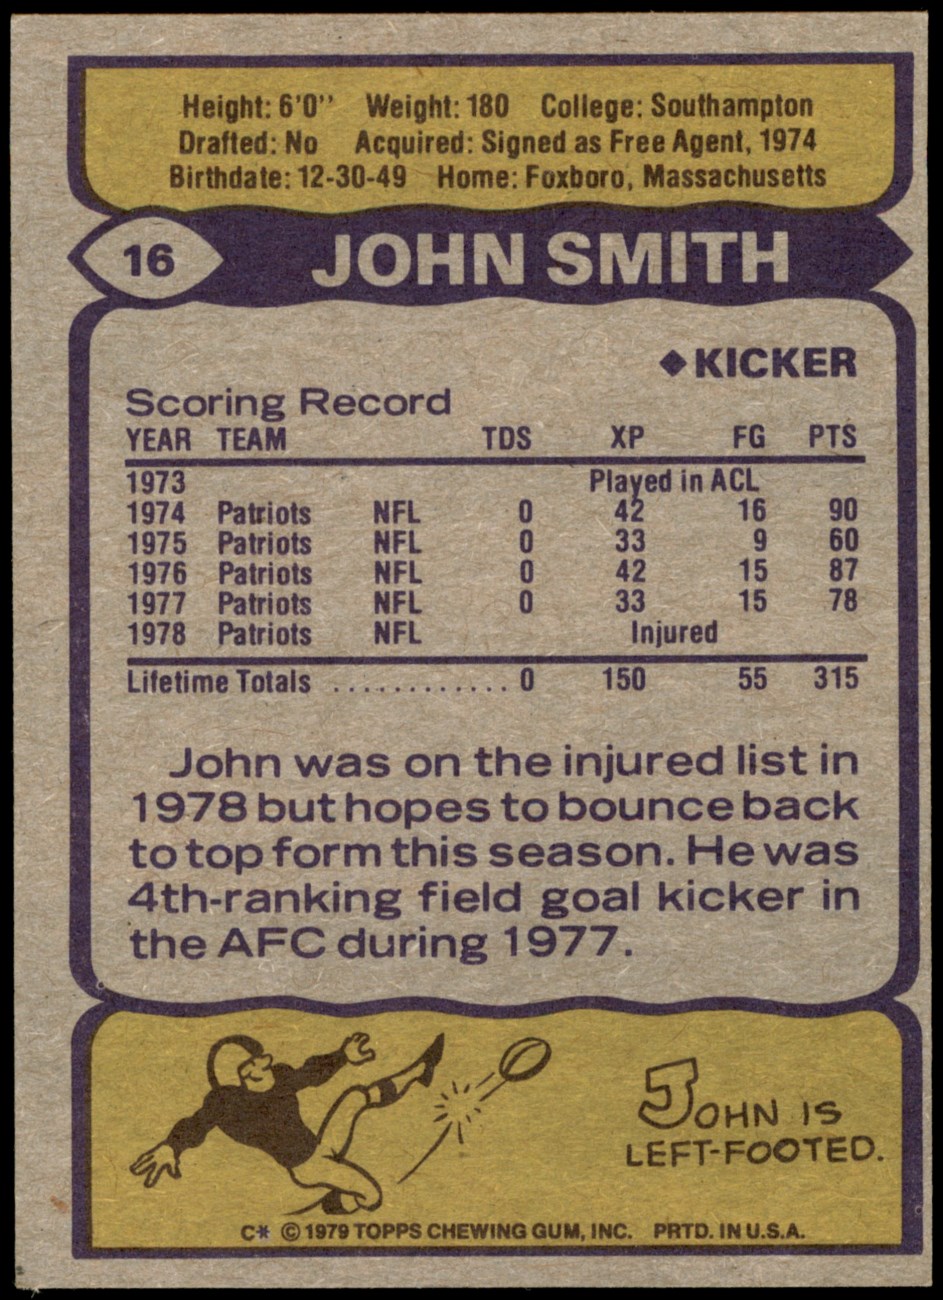 Height: 6'0'' Weight: 180 College: Southampton
Drafted: No Acquired: Signed as Free Agent, 1974
Birthdate: 12-30-49 Home: Foxboro, Massachusetts
16 JOHN SMITH
◆KICKER
Scoring Record
YEAR TEAM TDS XP FG PTS
1973 Played in ACL
1974 Patriots NFL 0 42 16 90
1975 Patriots NFL 0 33 9 60
1976 Patriots NFL 0 42 15 87
1977 Patriots NFL 0 33 15 78
1978 Patriots NFL Injured
Lifetime Totals ............ 0 150 55 315
John was on the injured list in
1978 but hopes to bounce back
to top form this season. He was
4th-ranking field goal kicker in
the AFC during 1977.
JOHN IS
LEFT-FOOTED.
C* © 1979 TOPPS CHEWING GUM, INC. PRTD. IN U.S.A.